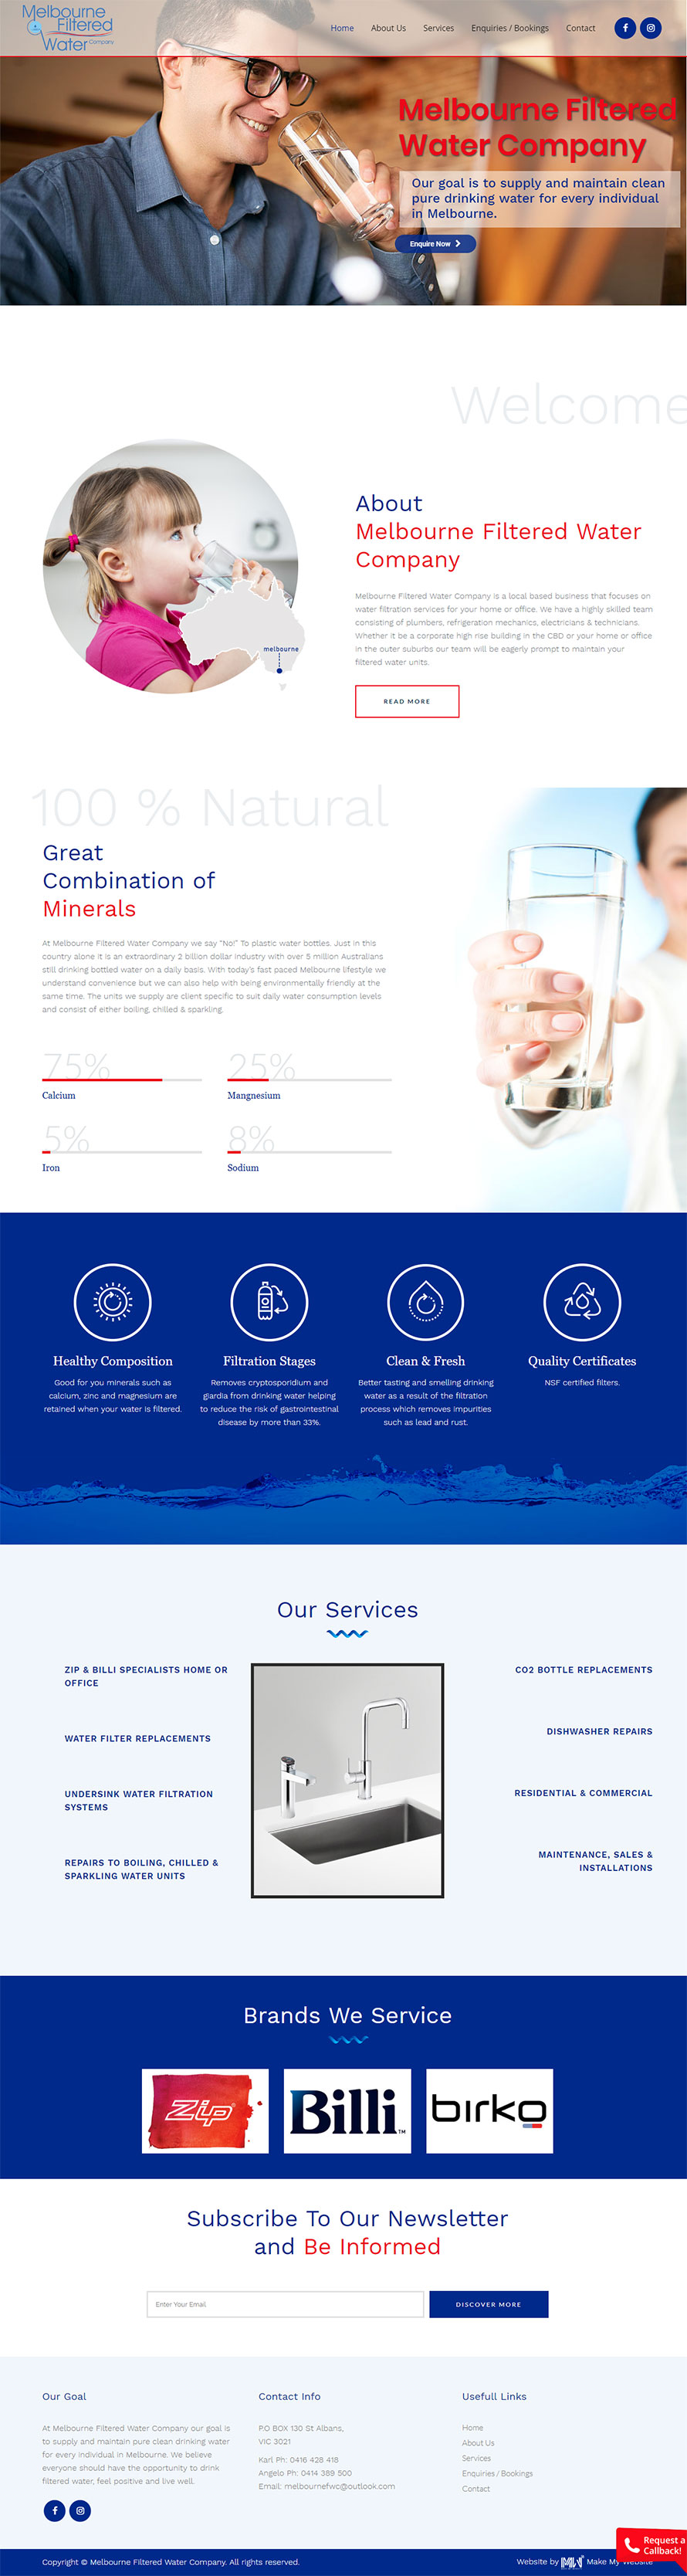 Melbourne
Filtered
Water Company
Home About Us Services Enquiries / Bookings Contact
Melbourne Filtered
Water Company
Our goal is to supply and maintain clean
pure drinking water for every individual
in Melbourne.
Enquire Now
Welcome
melbourne
About
Melbourne Filtered Water
Company
Melbourne Filtered Water Company is a local based business that focuses on
water filtration services for your home or office. We have a highly skilled team
consisting of plumbers, refrigeration mechanics, electricians & technicians.
Whether it be a corporate high rise building in the CBD or your home or office
in the outer suburbs our team will be eagerly prompt to maintain your
filtered water units.
READ MORE
100 % Natural
Great
Combination of
Minerals
At Melbourne Filtered Water Company we say "No!" To plastic water bottles. Just in this
country alone it is an extraordinary 2 billion dollar industry with over 5 million Australians
still drinking bottled water on a daily basis. With today's fast paced Melbourne lifestyle we
understand convenience but we can also help with being environmentally friendly at the
same time. The units we supply are client specific to suit daily water consumption levels
and consist of either boiling, chilled & sparkling.
75% 25%
Calcium Mangnesium
5% 8%
Iron Sodium
Healthy Composition
Good for you minerals such as
calcium, zinc and magnesium are
retained when your water is filtered.
Filtration Stages
Removes cryptosporidium and
giardia from drinking water helping
to reduce the risk of gastrointestinal
disease by more than 33%.
Clean & Fresh
Better tasting and smelling drinking
water as a result of the filtration
process which removes impurities
such as lead and rust.
Quality Certificates
NSF certified filters.
Our Services
ZIP & BILLI SPECIALISTS HOME OR
OFFICE
WATER FILTER REPLACEMENTS
UNDERSINK WATER FILTRATION
SYSTEMS
REPAIRS TO BOILING, CHILLED &
SPARKLING WATER UNITS
CO2 BOTTLE REPLACEMENTS
DISHWASHER REPAIRS
RESIDENTIAL & COMMERCIAL
MAINTENANCE, SALES &
INSTALLATIONS
Brands We Service
Zip Billi™ birko
Subscribe To Our Newsletter
and Be Informed
Enter Your Email DISCOVER MORE
Our Goal
At Melbourne Filtered Water Company our goal is
to supply and maintain pure clean drinking water
for every individual in Melbourne. We believe
everyone should have the opportunity to drink
filtered water, feel positive and live well.
Contact Info
P.O BOX 130 St Albans,
VIC 3021
Karl Ph: 0416 428 418
Angelo Ph: 0414 389 500
Email: melbournefwc@outlook.com
Usefull Links
Home
About Us
Services
Enquiries / Bookings
Contact
Request a
Callback!
Copyright © Melbourne Filtered Water Company. All rights reserved.
Website by MMW Make My Website